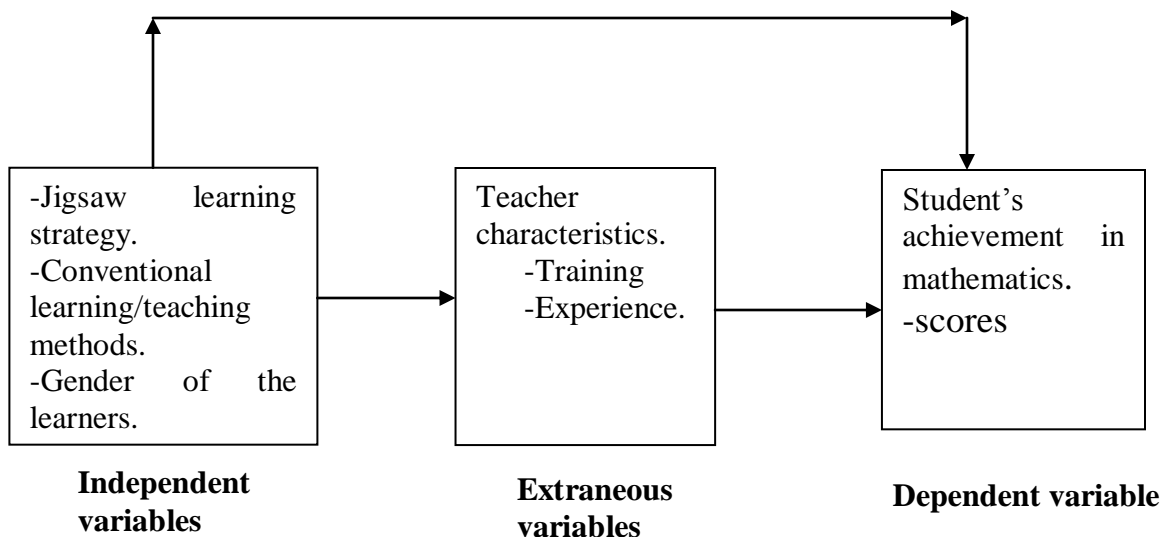 -Jigsaw learning
strategy.
-Conventional
learning/teaching
methods.
-Gender of the
learners.
Independent
variables
Teacher
characteristics.
-Training
-Experience.
Extraneous
variables
Student’s
achievement in
mathematics.
-scores
Dependent variable